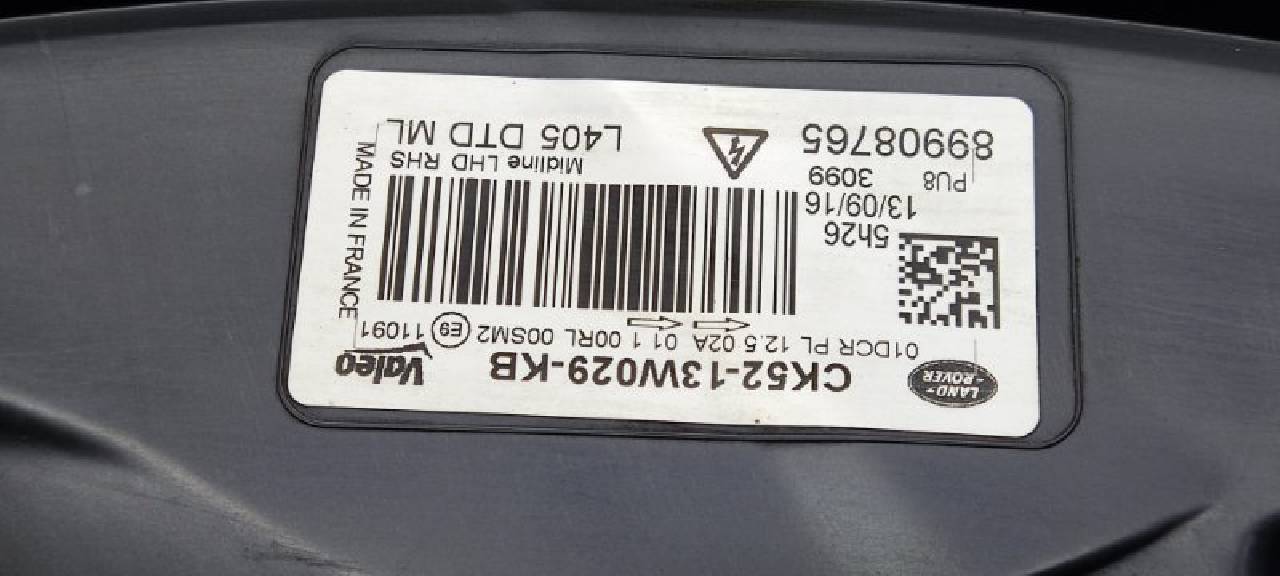 LAND-
-ROVER
CK52-13W029-KB
Valeo
01DCR PL 12.5 02A 01.1 00RL 00SM2 E9 11091
5h26
13/09/16
PU8 3099
89908765
Midline LHD RHS
L405 DTD ML
MADE IN FRANCE